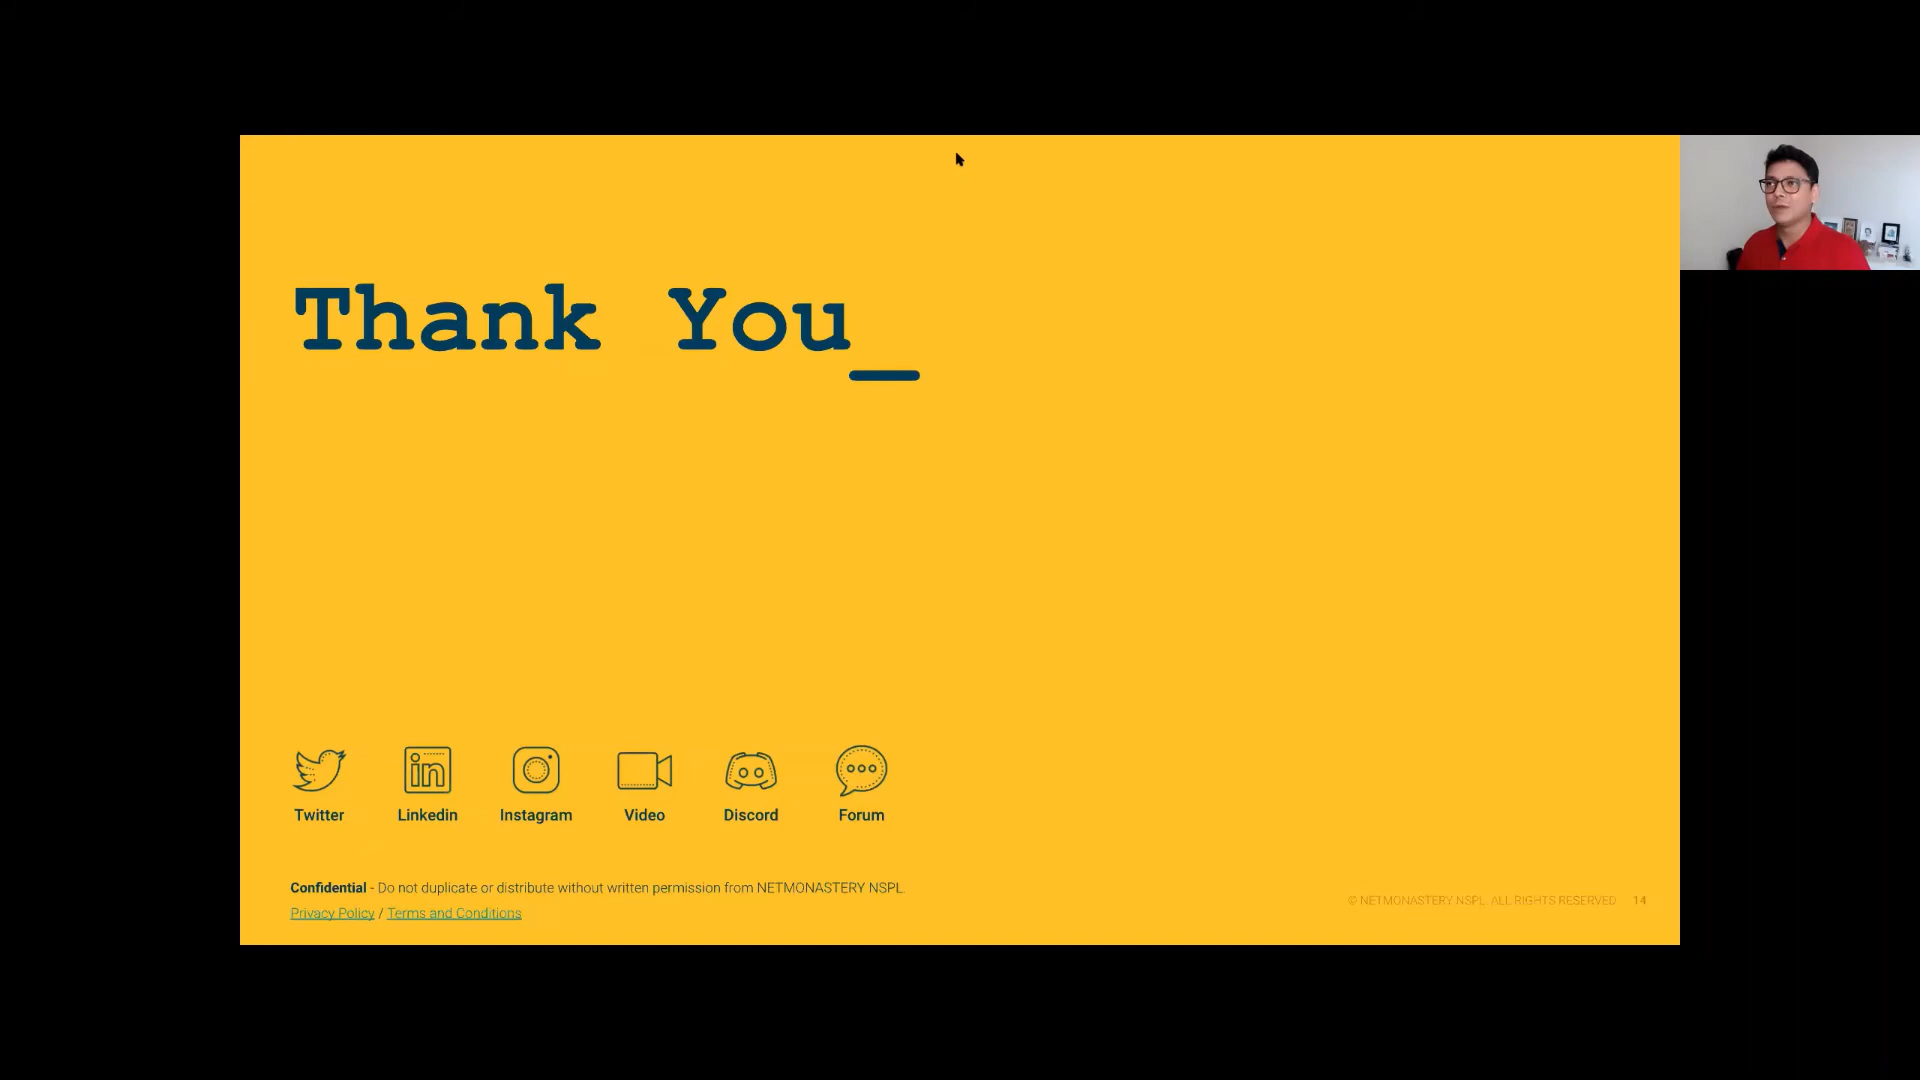 Thank You_
Twitter
Linkedin
Instagram
Video
Discord
Forum
Confidential - Do not duplicate or distribute without written permission from NETMONASTERY NSPL.
Privacy Policy / Terms and Conditions
© NETMONASTERY NSPL. ALL RIGHTS RESERVED 14